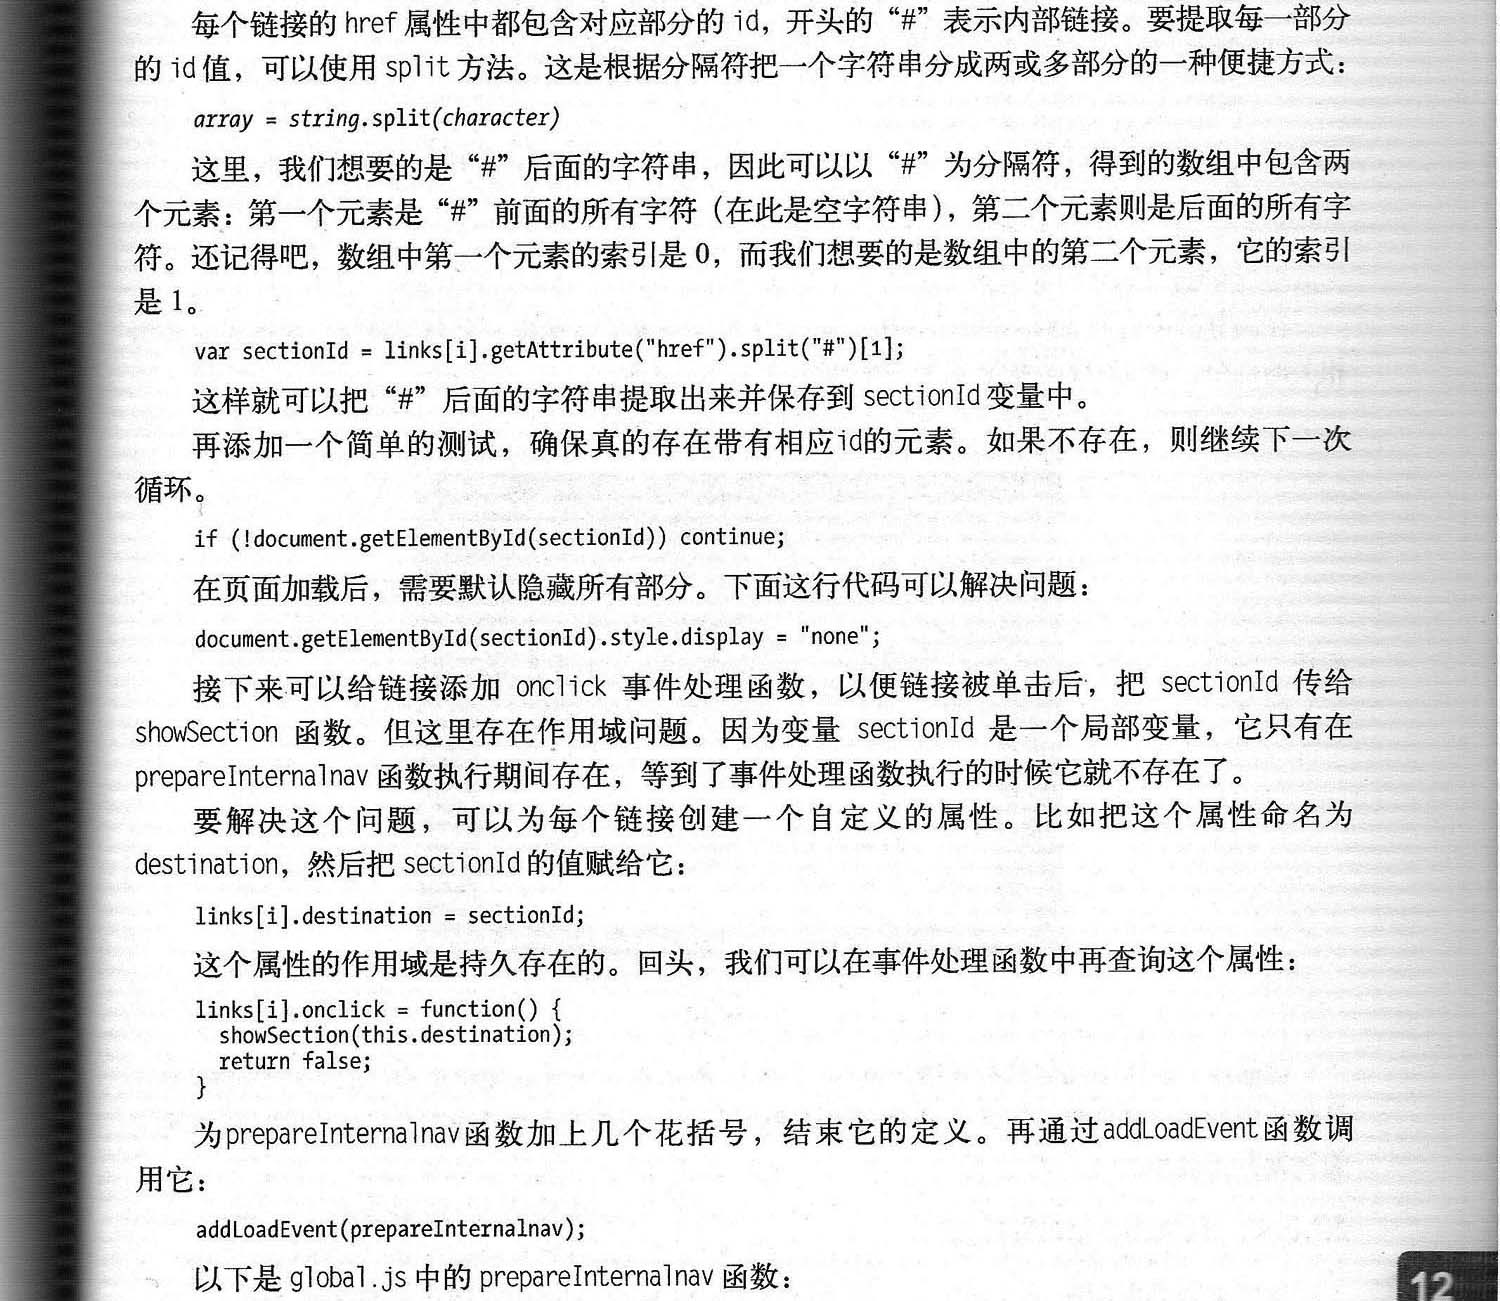 每个链接的 href 属性中都包含对应部分的 id，开头的“#”表示内部链接。要提取每一部分
的 id 值，可以使用 split 方法。这是根据分隔符把一个字符串分成两或多部分的一种便捷方式：
array = string.split(character)
这里，我们想要的是“#”后面的字符串，因此可以以“#”为分隔符，得到的数组中包含两
个元素：第一个元素是“#”前面的所有字符（在此是空字符串），第二个元素则是后面的所有字
符。还记得吧，数组中第一个元素的索引是 0，而我们想要的是数组中的第二个元素，它的索引
是 1。
var sectionId = links[i].getAttribute("href").split("#")[1];
这样就可以把“#”后面的字符串提取出来并保存到 sectionId 变量中。
再添加一个简单的测试，确保真的存在带有相应id的元素。如果不存在，则继续下一次
循环。
if (!document.getElementById(sectionId)) continue;
在页面加载后，需要默认隐藏所有部分。下面这行代码可以解决问题：
document.getElementById(sectionId).style.display = "none";
接下来可以给链接添加 onclick 事件处理函数，以便链接被单击后，把 sectionId 传给
showSection 函数。但这里存在作用域问题。因为变量 sectionId 是一个局部变量，它只有在
prepareInternalnav 函数执行期间存在，等到了事件处理函数执行的时候它就不存在了。
要解决这个问题，可以为每个链接创建一个自定义的属性。比如把这个属性命名为
destination，然后把 sectionId 的值赋给它：
links[i].destination = sectionId;
这个属性的作用域是持久存在的。回头，我们可以在事件处理函数中再查询这个属性：
links[i].onclick = function() {
showSection(this.destination);
return false;
}
为prepareInternalnav函数加上几个花括号，结束它的定义。再通过addLoadEvent函数调
用它：
addLoadEvent(prepareInternalnav);
以下是 global.js 中的 prepareInternalnav 函数：
12